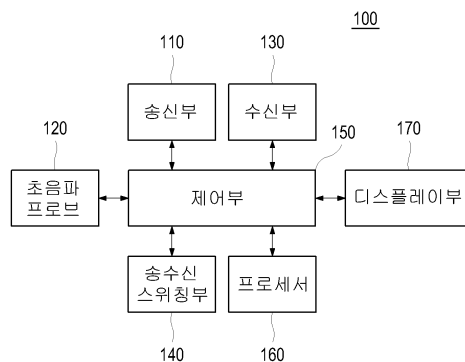 100
110
130
송신부
수신부
120
150
170
초음파
프로브
제어부
디스플레이부
송수신
스위칭부
프로세서
140
160